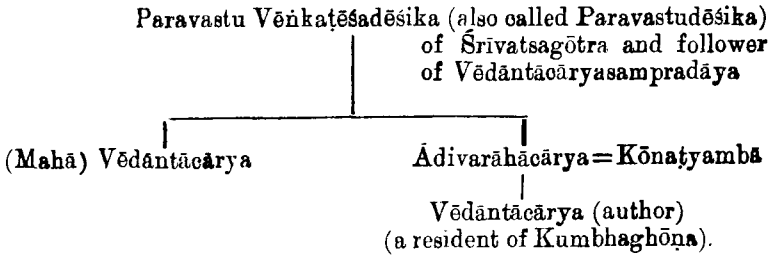 Paravastu Vēṅkaṭēśadēśika (also called Paravastudēśika)
of Śrīvatsagōtra and follower
of Vēdāntācāryasampradāya
(Mahā) Vēdāntācārya Ādivarāhācārya=Kōnaṭyambā
Vēdāntācārya (author)
(a resident of Kumbhaghōṇa).